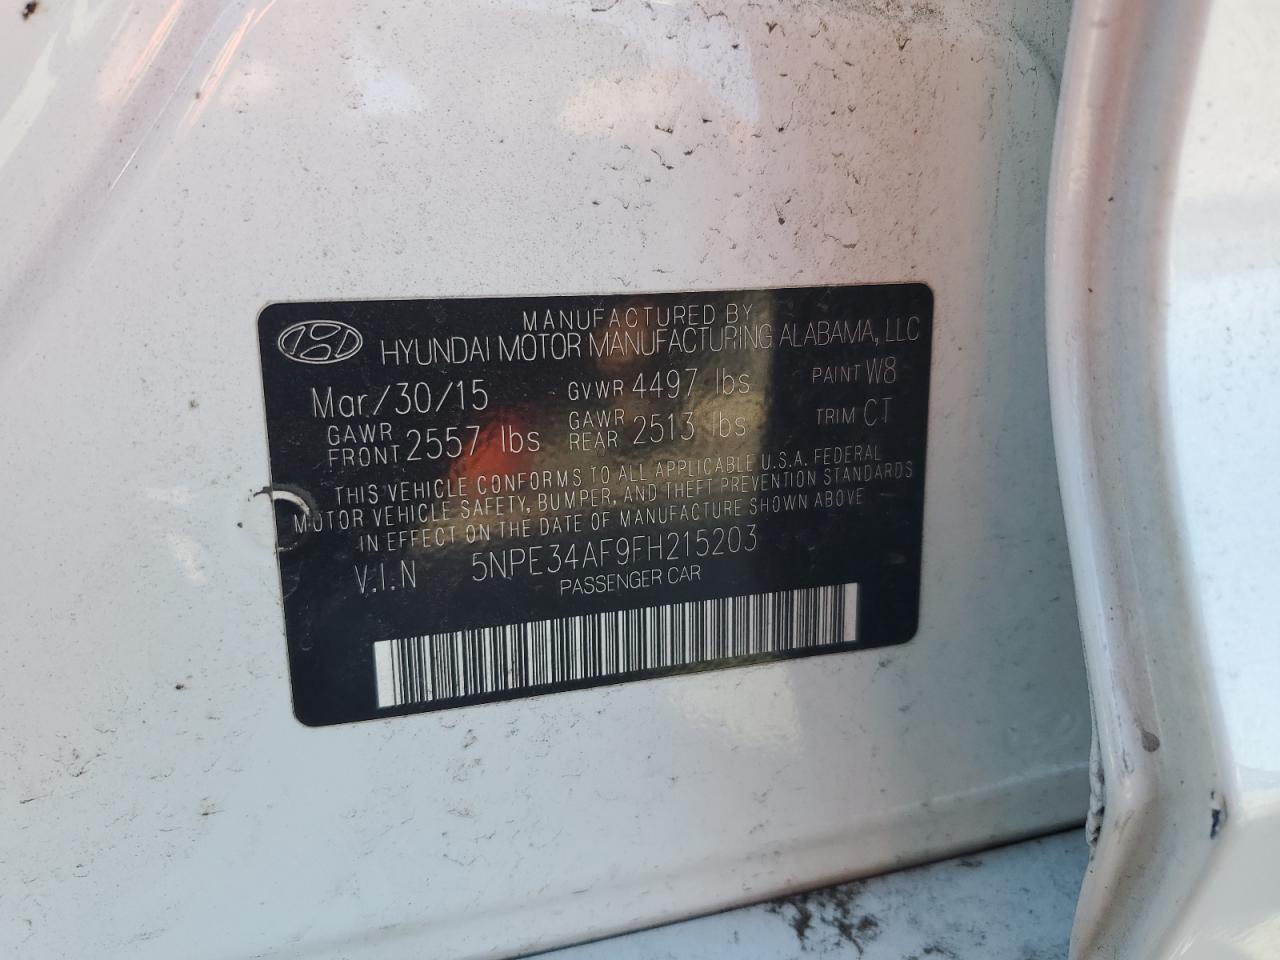 MANUFACTURED BY
HYUNDAI MOTOR MANUFACTURING ALABAMA, LLC
Mar/30/15 GVWR 4497 lbs PAINT W8
GAWR FRONT 2557 lbs GAWR REAR 2513 lbs TRIM CT
THIS VEHICLE CONFORMS TO ALL APPLICABLE U.S.A. FEDERAL
MOTOR VEHICLE SAFETY, BUMPER, AND THEFT PREVENTION STANDARDS
IN EFFECT ON THE DATE OF MANUFACTURE SHOWN ABOVE
V.I.N 5NPE34AF9FH215203
PASSENGER CAR